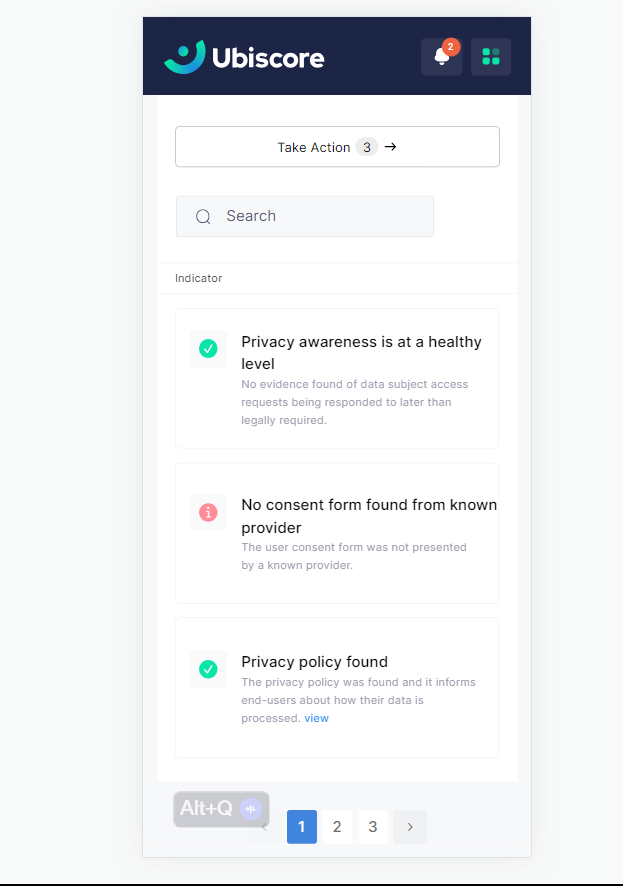 Ubiscore
2
Take Action 3 →
Search
Indicator
Privacy awareness is at a healthy
level
No evidence found of data subject access
requests being responded to later than
legally required.
No consent form found from known
provider
The user consent form was not presented
by a known provider.
Privacy policy found
The privacy policy was found and it informs
end-users about how their data is
processed. view
Alt+Q
‹ 1 2 3 ›